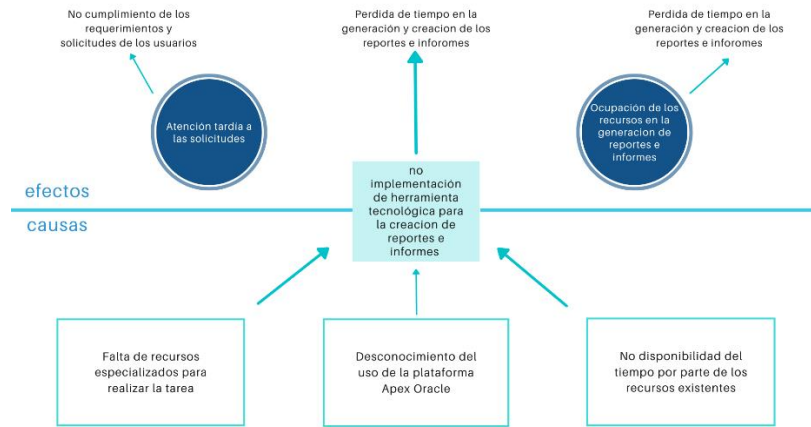 No cumplimiento de los
requerimientos y
solicitudes de los usuarios
Perdida de tiempo en la
generación y creacion de los
reportes e inforomes
Perdida de tiempo en la
generación y creacion de los
reportes e inforomes
Atención tardía a
las solicitudes
Ocupación de los
recursos en la
generacion de
reportes e
informes
no
implementación
de herramienta
tecnológica para
la creacion de
reportes e
informes
efectos
causas
Falta de recursos
especializados para
realizar la tarea
Desconocimiento del
uso de la plataforma
Apex Oracle
No disponibilidad del
tiempo por parte de los
recursos existentes